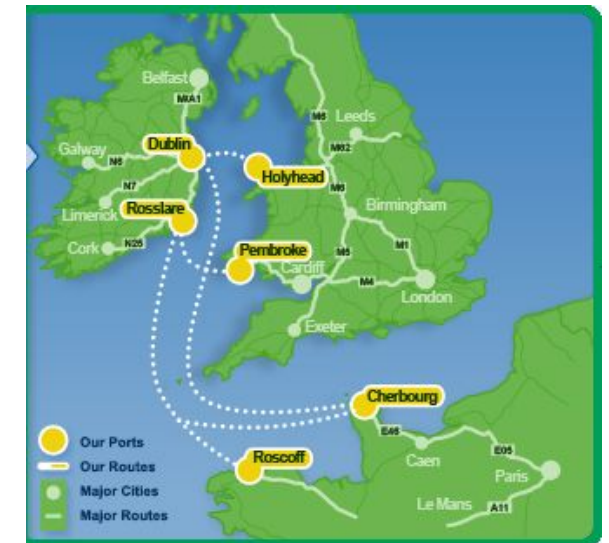 Belfast
M/A1
M6
Leeds
Dublin
M62
Galway
N6
Holyhead
M6
N7
Limerick
Rosslare
Birmingham
Cork
N25
Pembroke
M5
M1
Cardiff
M4
London
Exeter
Cherbourg
E46
Our Ports
Roscoff
Caen
E05
Our Routes
Paris
Major Cities
Le Mans
A11
Major Routes